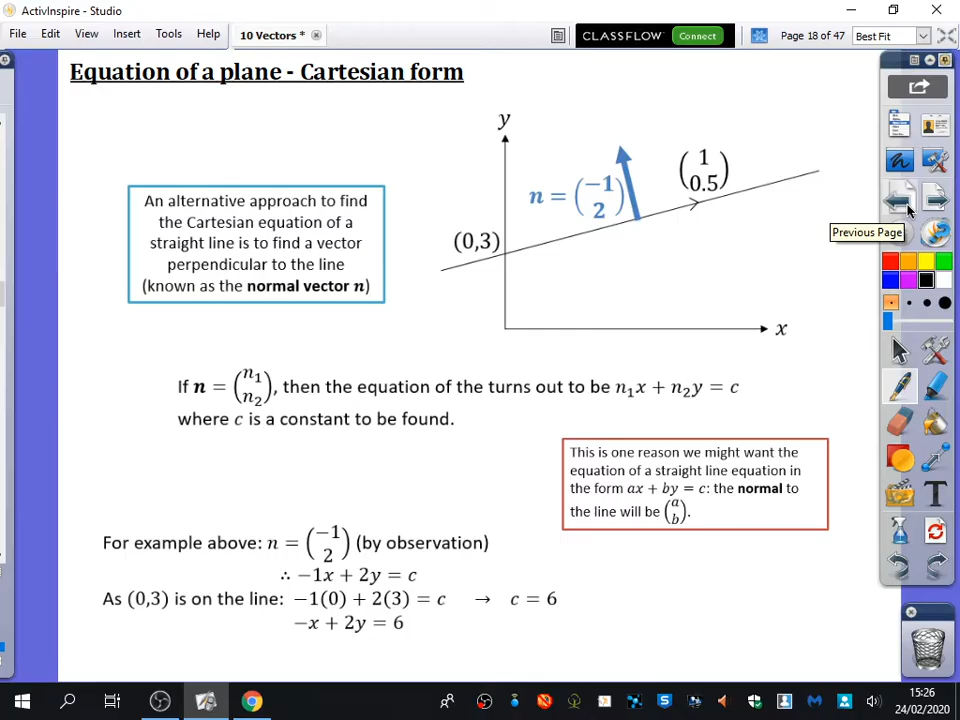 ActivInspire - Studio
File Edit View Insert Tools Help 10 Vectors * CLASSFLOW Connect Page 18 of 47 Best Fit
Equation of a plane - Cartesian form
y
An alternative approach to find
the Cartesian equation of a
straight line is to find a vector
perpendicular to the line
(known as the normal vector n)
n = (−1
2)
(1
0.5)
(0,3)
x
Previous Page
If n = (n₁
n₂), then the equation of the turns out to be n₁x + n₂y = c
where c is a constant to be found.
This is one reason we might want the
equation of a straight line equation in
the form ax + by = c: the normal to
the line will be (a
b).
For example above: n = (−1
2) (by observation)
∴ −1x + 2y = c
As (0,3) is on the line: −1(0) + 2(3) = c → c = 6
−x + 2y = 6
15:26
24/02/2020